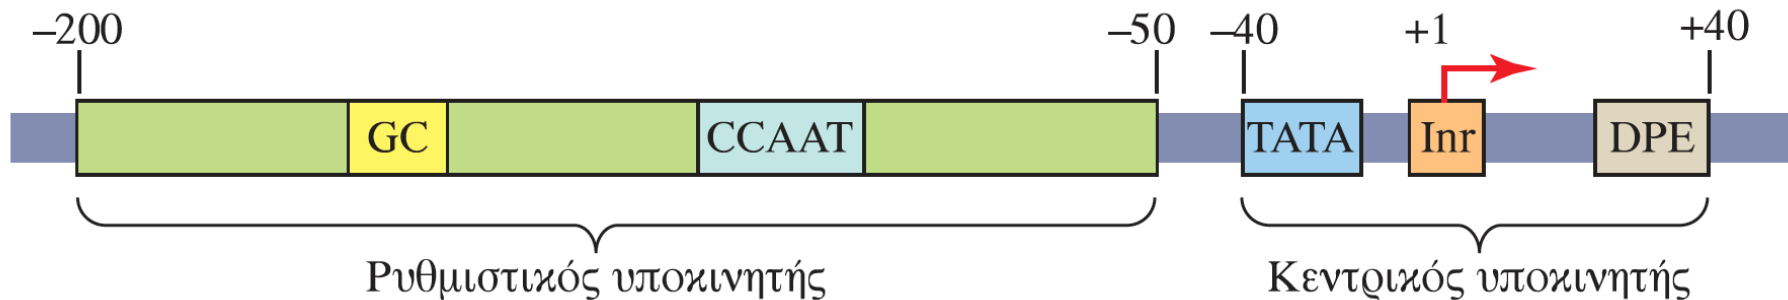 –200 –50 –40 +1 +40
GC CCAAT TATA Inr DPE
Ρυθμιστικός υποκινητής Κεντρικός υποκινητής